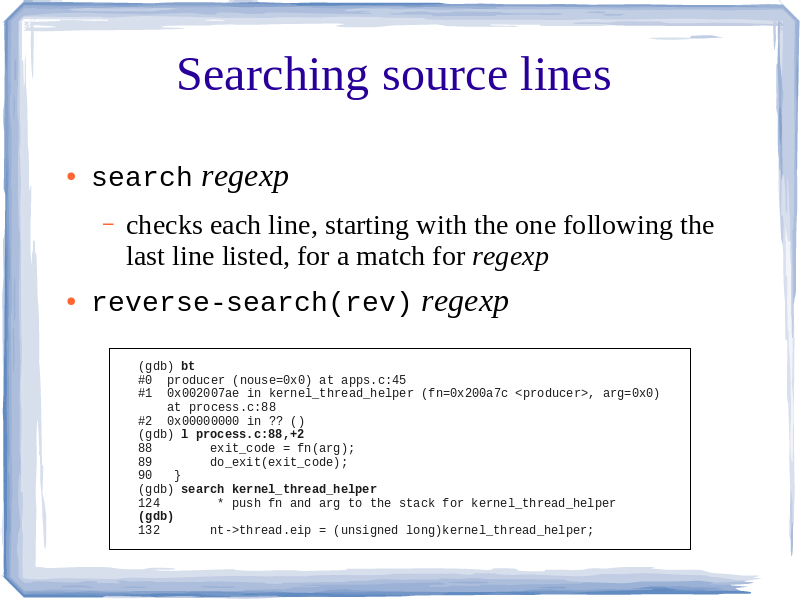 Searching source lines
● search regexp
– checks each line, starting with the one following the
last line listed, for a match for regexp
● reverse-search(rev) regexp
(gdb) bt
#0  producer (nouse=0x0) at apps.c:45
#1  0x002007ae in kernel_thread_helper (fn=0x200a7c <producer>, arg=0x0)
    at process.c:88
#2  0x00000000 in ?? ()
(gdb) l process.c:88,+2
88        exit_code = fn(arg);
89        do_exit(exit_code);
90   }
(gdb) search kernel_thread_helper
124        * push fn and arg to the stack for kernel_thread_helper
(gdb)
132       nt->thread.eip = (unsigned long)kernel_thread_helper;